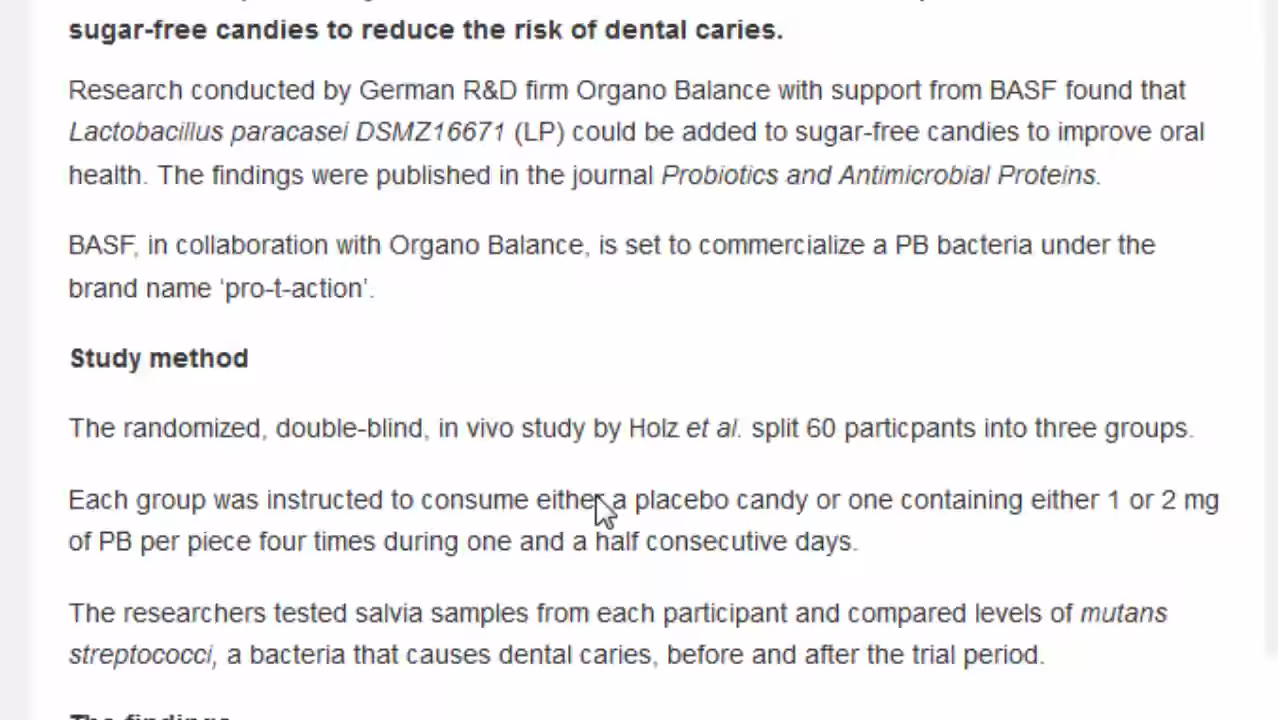 sugar-free candies to reduce the risk of dental caries.
Research conducted by German R&D firm Organo Balance with support from BASF found that
Lactobacillus paracasei DSMZ16671 (LP) could be added to sugar-free candies to improve oral
health. The findings were published in the journal Probiotics and Antimicrobial Proteins.
BASF, in collaboration with Organo Balance, is set to commercialize a PB bacteria under the
brand name ‘pro-t-action’.
Study method
The randomized, double-blind, in vivo study by Holz et al. split 60 particpants into three groups.
Each group was instructed to consume either a placebo candy or one containing either 1 or 2 mg
of PB per piece four times during one and a half consecutive days.
The researchers tested salvia samples from each participant and compared levels of mutans
streptococci, a bacteria that causes dental caries, before and after the trial period.
The findings